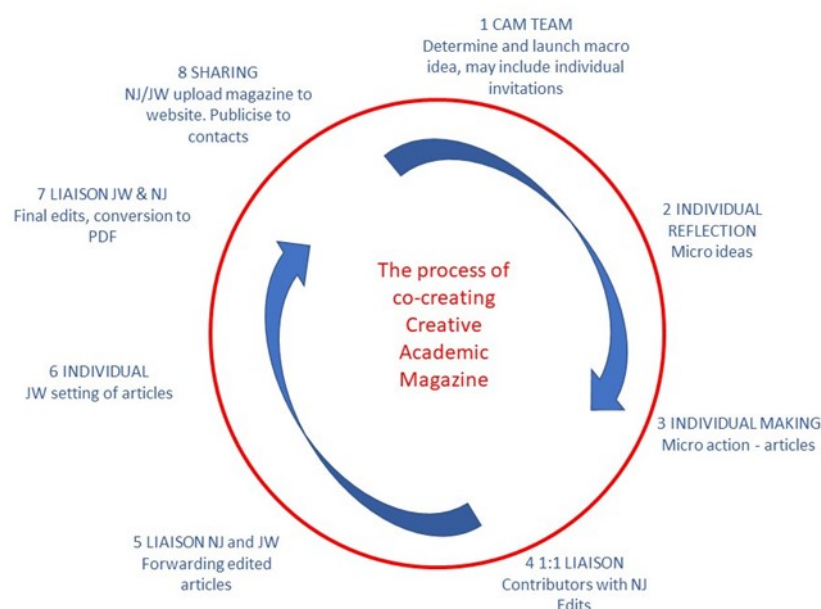 1 CAM TEAM
Determine and launch macro
idea, may include individual
invitations
2 INDIVIDUAL
REFLECTION
Micro ideas
3 INDIVIDUAL MAKING
Micro action - articles
4 1:1 LIAISON
Contributors with NJ
Edits
5 LIAISON NJ and JW
Forwarding edited
articles
6 INDIVIDUAL
JW setting of articles
7 LIAISON JW & NJ
Final edits, conversion to
PDF
8 SHARING
NJ/JW upload magazine to
website. Publicise to
contacts
The process of
co-creating
Creative
Academic
Magazine